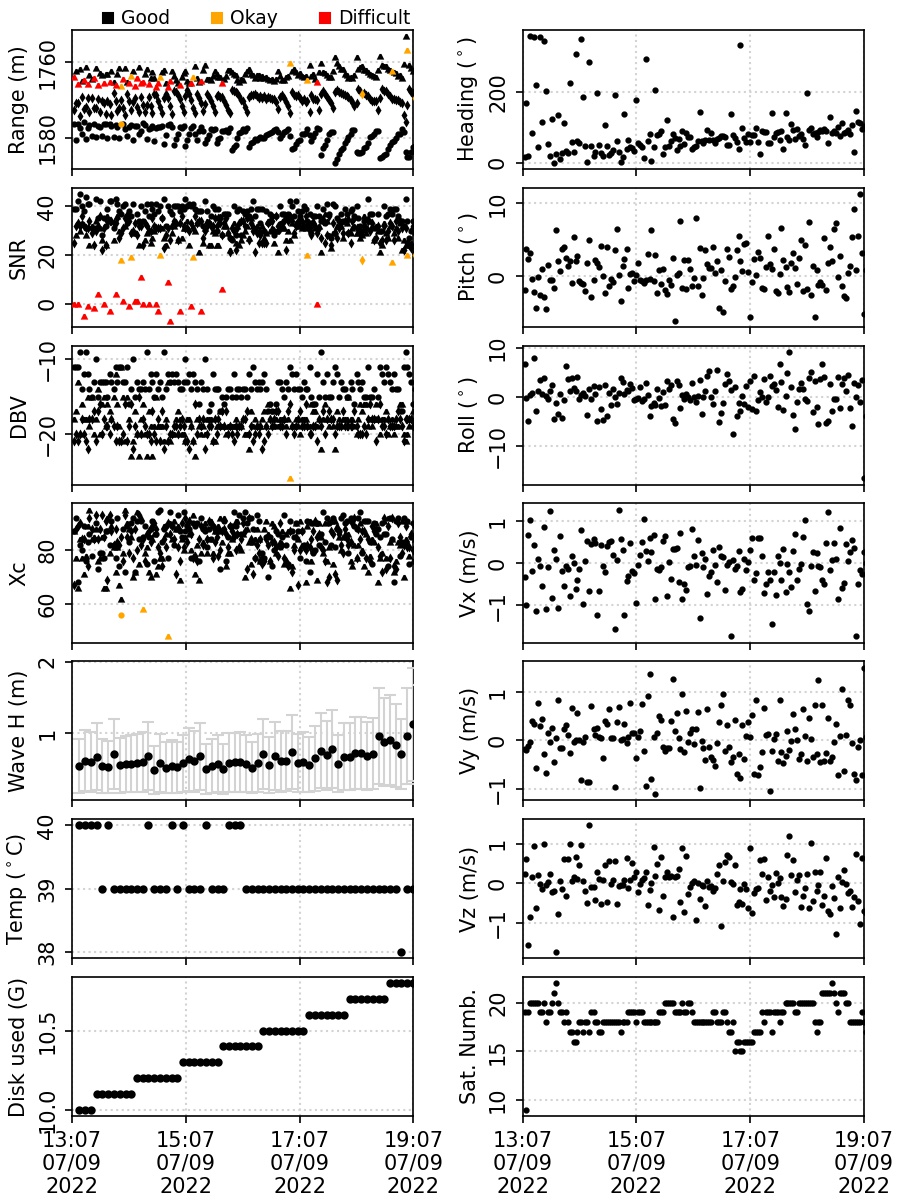 Good Okay Difficult
Range (m)
1760
1580
Heading (°)
200
0
SNR
40
20
0
Pitch (°)
10
0
DBV
−10
−20
Roll (°)
10
0
−10
Xc
80
60
Vx (m/s)
1
0
−1
Wave H (m)
2
1
Vy (m/s)
1
0
−1
Temp (°C)
40
39
38
Vz (m/s)
1
0
−1
Disk used (G)
10.5
10.0
Sat. Numb.
20
15
10
13:07 15:07 17:07 19:07 13:07 15:07 17:07 19:07
07/09 07/09 07/09 07/09 07/09 07/09 07/09 07/09
2022 2022 2022 2022 2022 2022 2022 2022